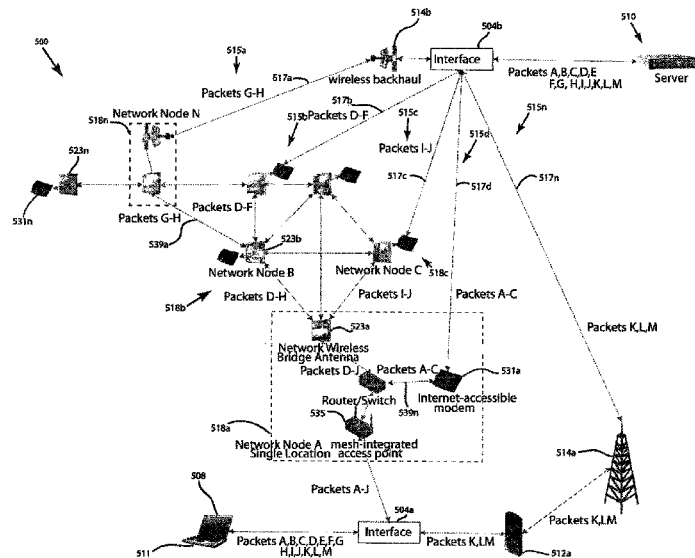 500
515a
514b
504b
510
517a
wireless backhaul
Interface
Packets A,B,C,D,E
F,G, H,I,J,K,L,M
Server
Packets G-H
Network Node N
518n
517b
515b
Packets D-F
515c
515d
515n
523n
Packets I-J
517c
517d
517n
531n
Packets G-H
Packets D-F
539a
523b
Network Node B
Network Node C
518c
518b
Packets D-H
Packets I-J
Packets A-C
523a
Network Wireless
Bridge Antenna
Packets D-J
Packets A-C
531a
Packets K,L,M
Router/Switch
539n
Internet-accessible
modem
535
518a
Network Node A
Single Location
mesh-integrated
access point
514a
Packets A-J
508
504a
Packets K,L,M
511
Packets A,B,C,D,E,F,G
H,I,J,K,L,M
Interface
Packets K,LM
512a